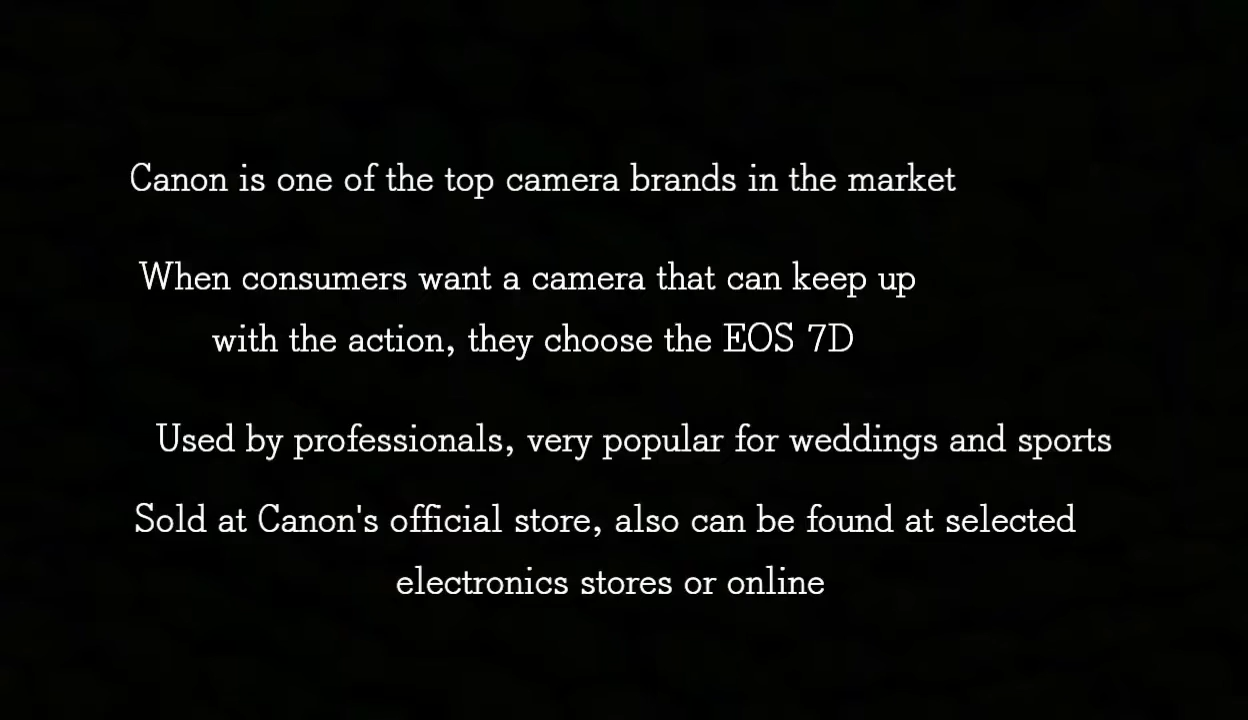 Canon is one of the top camera brands in the market
When consumers want a camera that can keep up
with the action, they choose the EOS 7D
Used by professionals, very popular for weddings and sports
Sold at Canon's official store, also can be found at selected
electronics stores or online